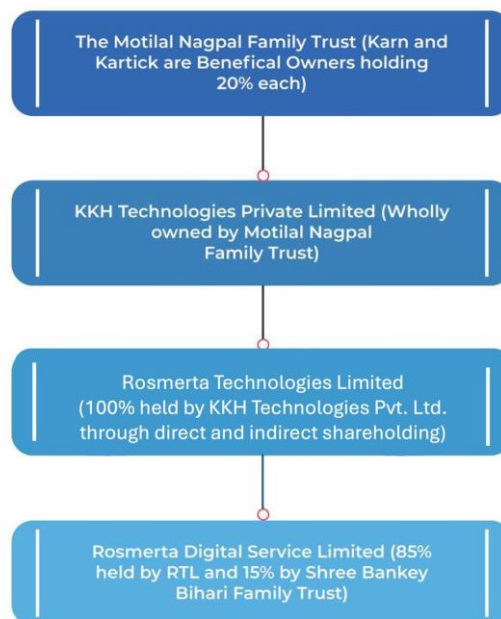 The Motilal Nagpal Family Trust (Karn and
Kartick are Benefical Owners holding
20% each)
KKH Technologies Private Limited (Wholly
owned by Motilal Nagpal
Family Trust)
Rosmerta Technologies Limited
(100% held by KKH Technologies Pvt. Ltd.
through direct and indirect shareholding)
Rosmerta Digital Service Limited (85%
held by RTL and 15% by Shree Bankey
Bihari Family Trust)